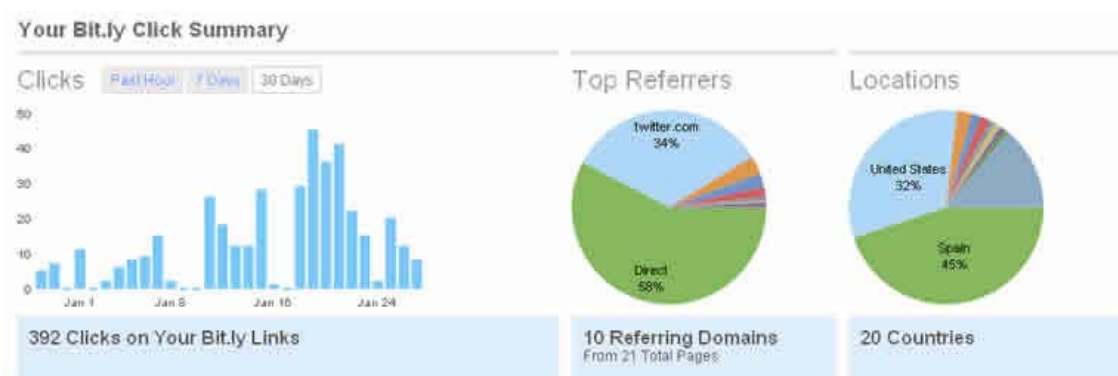 Your Bit.ly Click Summary
Clicks Past Hour 7 Days 30 Days
50
40
30
20
10
0
Jan 1 Jan 8 Jan 16 Jan 24
392 Clicks on Your Bit.ly Links
Top Referrers
twitter.com
34%
Direct
58%
10 Referring Domains
From 21 Total Pages
Locations
United States
32%
Spain
45%
20 Countries